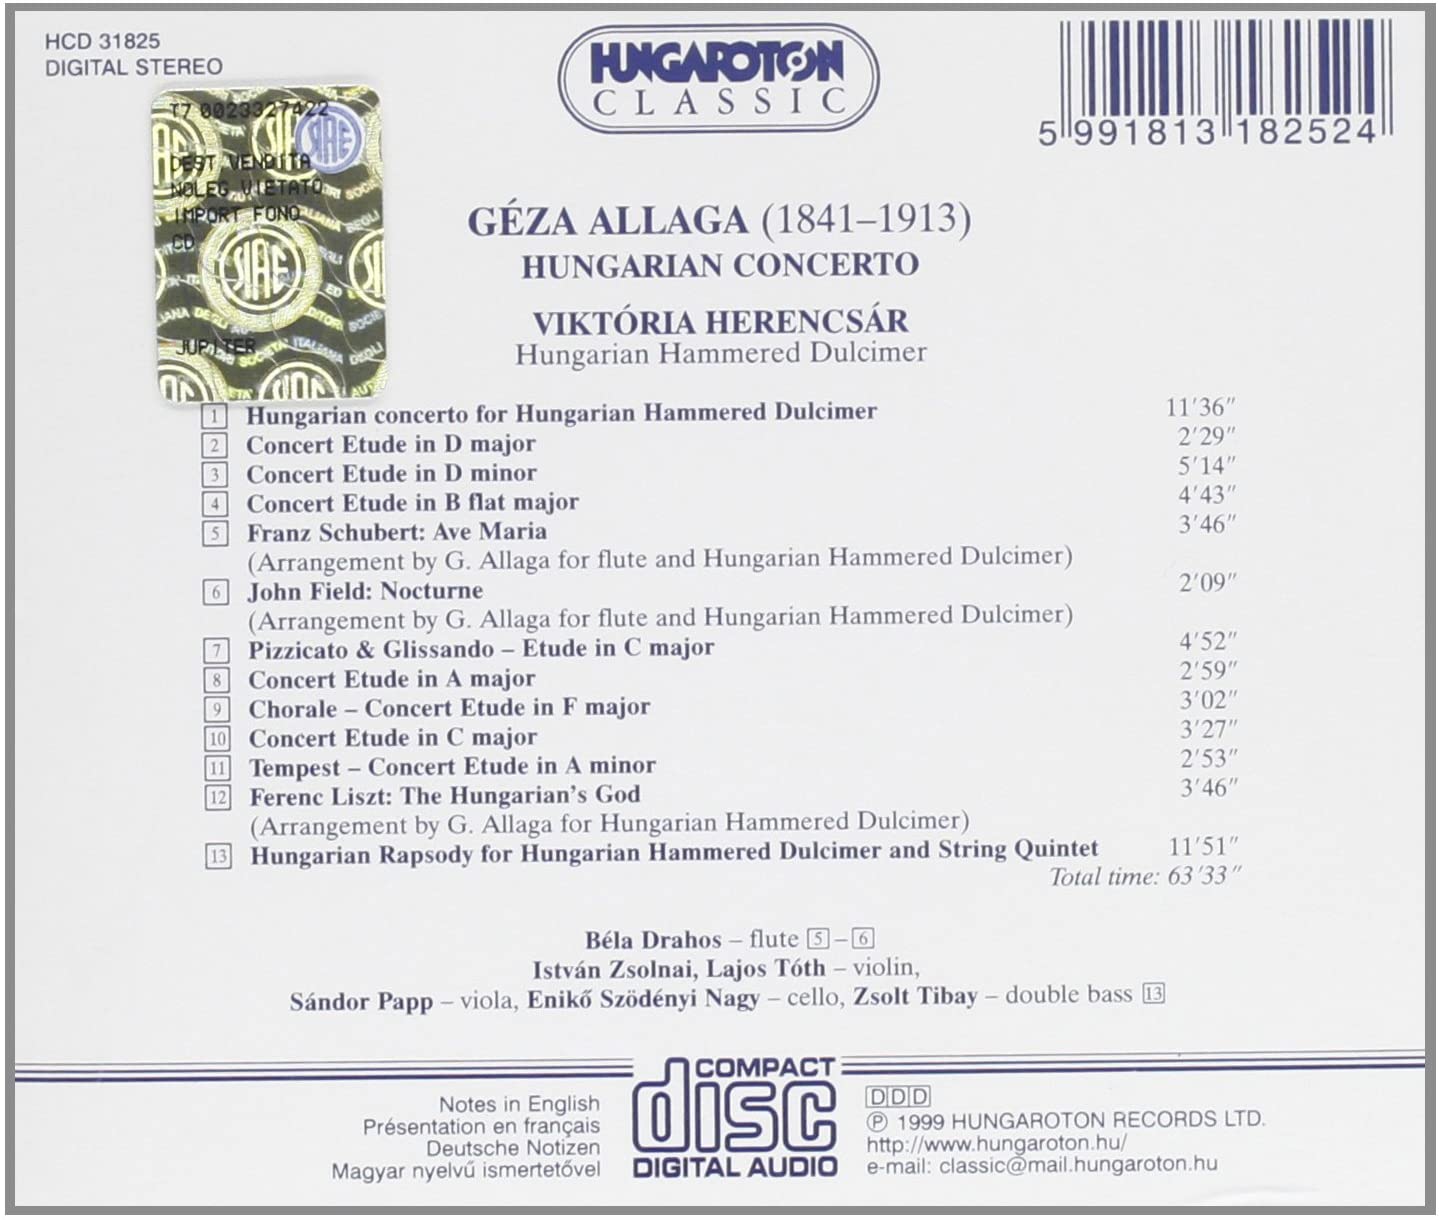 HCD 31825
DIGITAL STEREO
HUNGAROTON
CLASSIC
5 991813 182524
T7 0023327422
DEST VENDITA
NOLEG VIETATO
IMPORT FONO
CD
SIAE
JUPITER
GÉZA ALLAGA (1841–1913)
HUNGARIAN CONCERTO
VIKTÓRIA HERENCSÁR
Hungarian Hammered Dulcimer
1 Hungarian concerto for Hungarian Hammered Dulcimer 11'36"
2 Concert Etude in D major 2'29"
3 Concert Etude in D minor 5'14"
4 Concert Etude in B flat major 4'43"
5 Franz Schubert: Ave Maria 3'46"
(Arrangement by G. Allaga for flute and Hungarian Hammered Dulcimer)
6 John Field: Nocturne 2'09"
(Arrangement by G. Allaga for flute and Hungarian Hammered Dulcimer)
7 Pizzicato & Glissando – Etude in C major 4'52"
8 Concert Etude in A major 2'59"
9 Chorale – Concert Etude in F major 3'02"
10 Concert Etude in C major 3'27"
11 Tempest – Concert Etude in A minor 2'53"
12 Ferenc Liszt: The Hungarian's God 3'46"
(Arrangement by G. Allaga for Hungarian Hammered Dulcimer)
13 Hungarian Rapsody for Hungarian Hammered Dulcimer and String Quintet 11'51"
Total time: 63'33"
Béla Drahos – flute 5 – 6
István Zsolnai, Lajos Tóth – violin,
Sándor Papp – viola, Enikő Szödényi Nagy – cello, Zsolt Tibay – double bass 13
Notes in English
Présentation en français
Deutsche Notizen
Magyar nyelvű ismertetővel
COMPACT
disc
DIGITAL AUDIO
DDD
℗ 1999 HUNGAROTON RECORDS LTD.
http://www.hungaroton.hu/
e-mail: classic@mail.hungaroton.hu